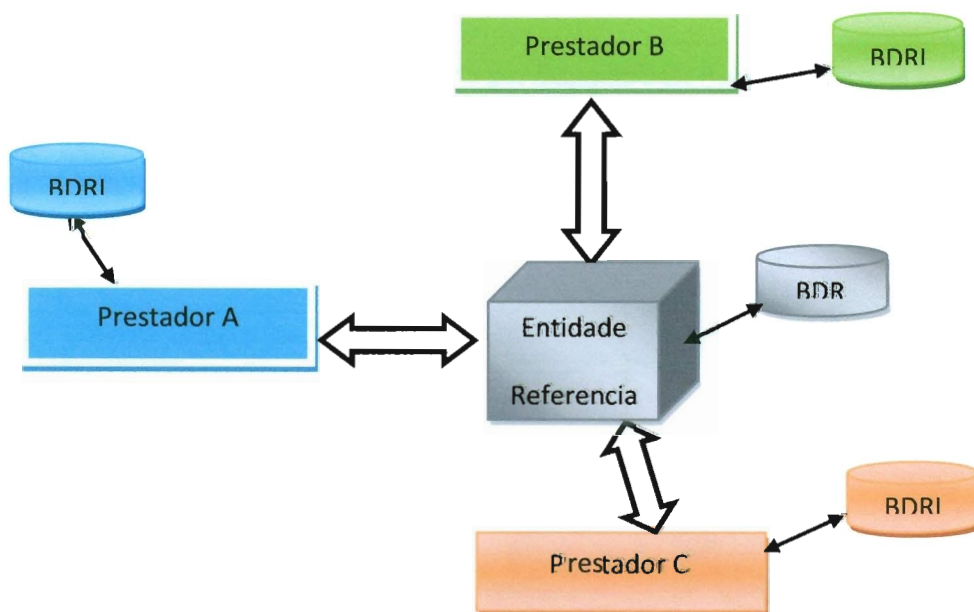 Prestador B
BDRI
BDRI
Prestador A
Entidade
Referencia
BDR
BDRI
Prestador C